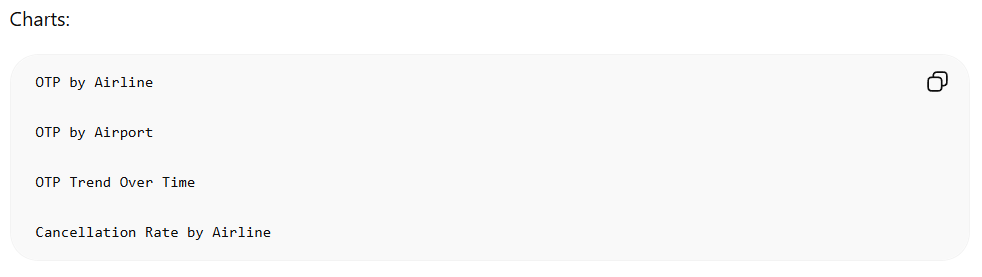 Charts:
OTP by Airline
OTP by Airport
OTP Trend Over Time
Cancellation Rate by Airline